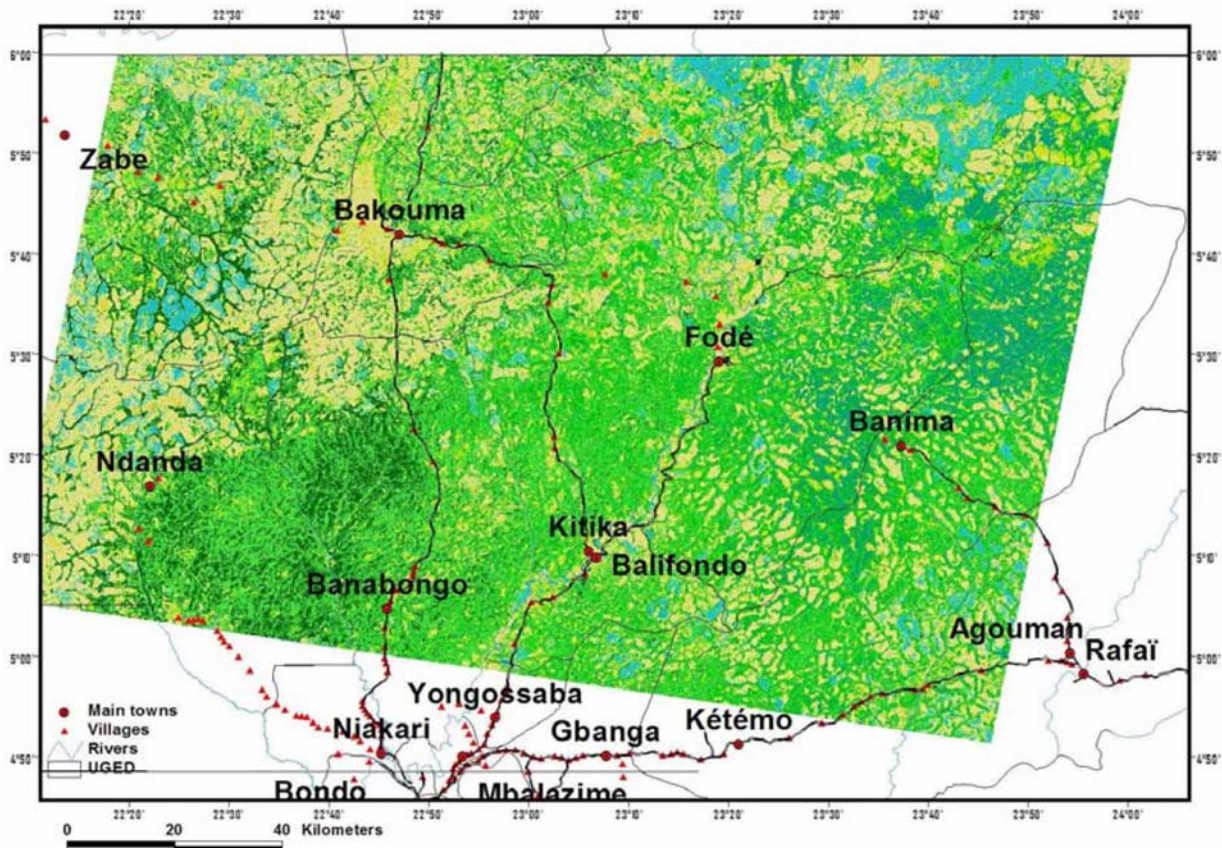 22°20' 22°30' 22°40' 22°50' 23°00' 23°10' 23°20' 23°30' 23°40' 23°50' 24°00'
6°00' 6°00'
5°50' 5°50'
Zabe
Bakouma
5°40' 5°40'
Fodé
5°30' 5°30'
Banima
5°20' 5°20'
Ndanda
Kitika
5°10' 5°10'
Balifondo
Banabongo
Agouman
Rafaï
5°00' 5°00'
Yongossaba
Main towns
Kétémo
Villages
Niakari
Gbanga
Rivers
4°50' 4°50'
UGED
Bondo
Mbalazime
22°20' 22°30' 22°40' 22°50' 23°00' 23°10' 23°20' 23°30' 23°40' 23°50' 24°00'
0 20 40 Kilometers